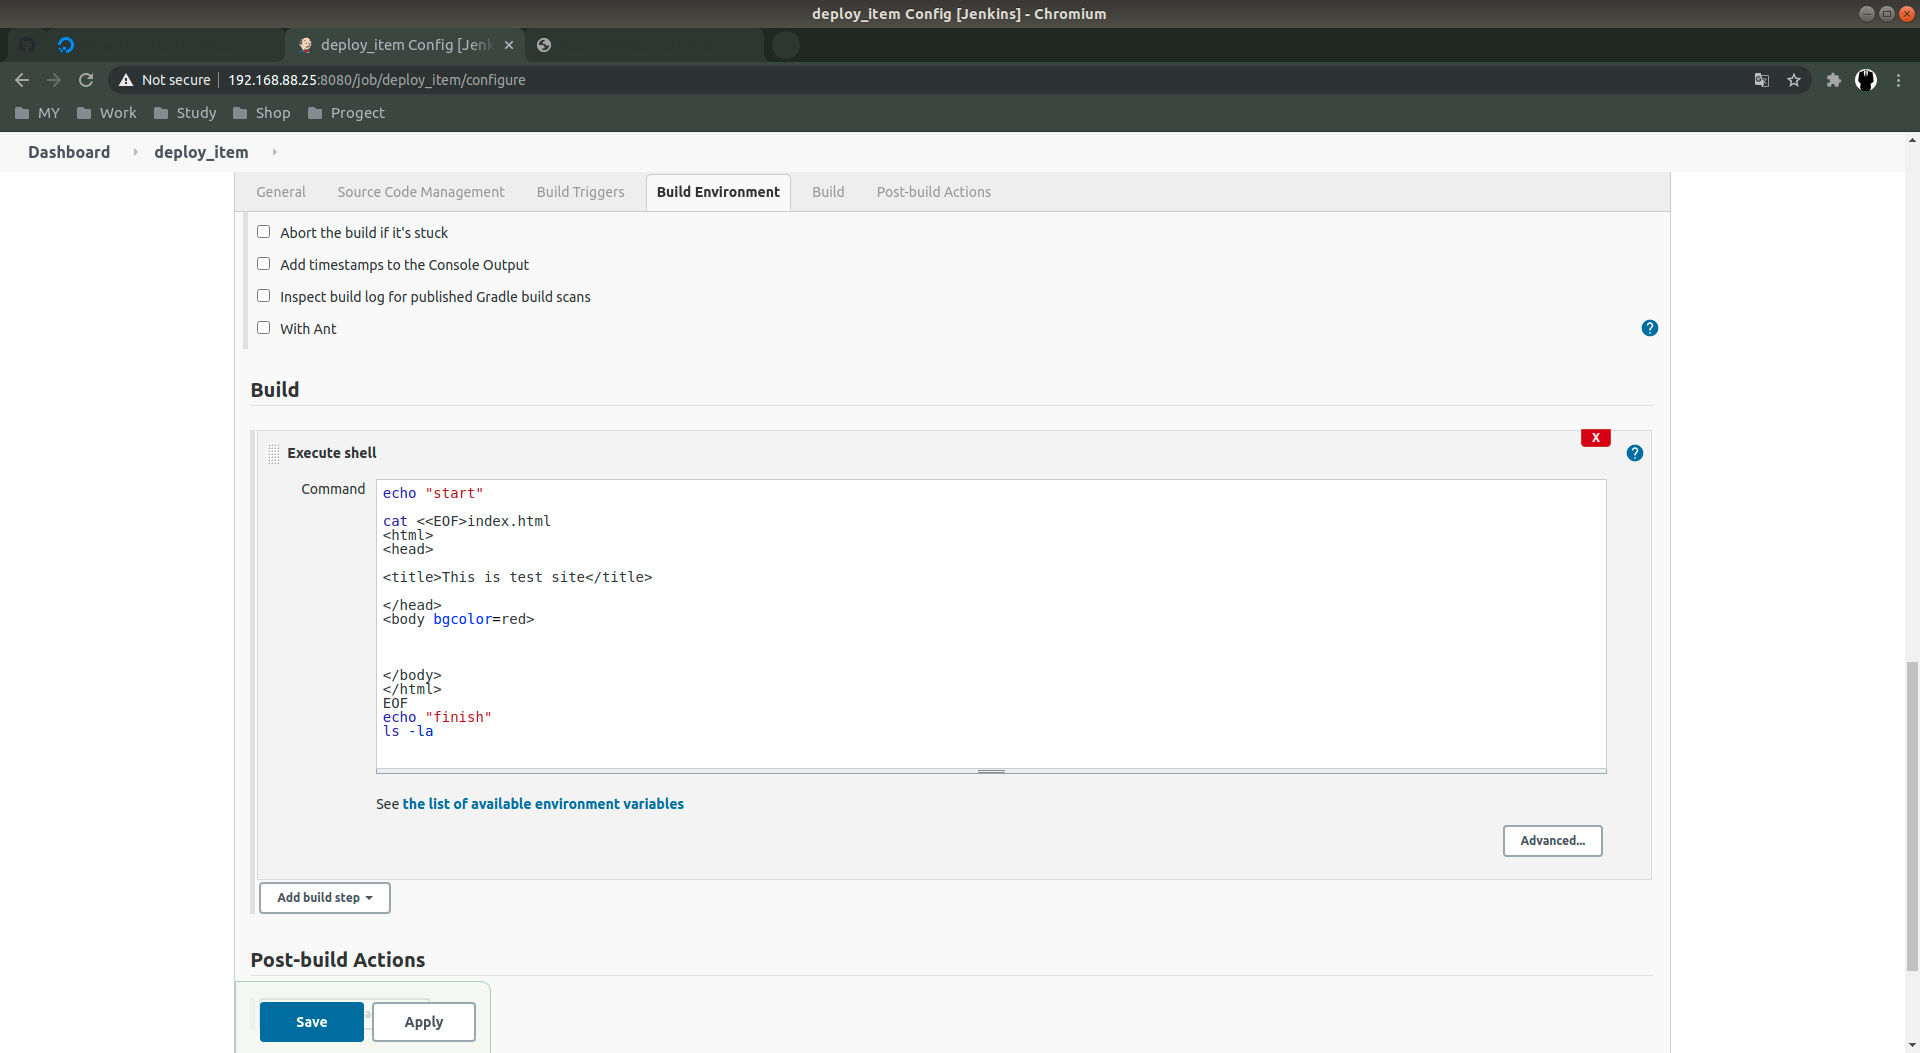 deploy_item Config [Jenkins] - Chromium
deploy_item Config [Jenk
Not secure 192.168.88.25:8080/job/deploy_item/configure
MY Work Study Shop Progect
Dashboard deploy_item
General Source Code Management Build Triggers Build Environment Build Post-build Actions
Abort the build if it's stuck
Add timestamps to the Console Output
Inspect build log for published Gradle build scans
With Ant
?
Build
X
Execute shell
?
Command
echo "start"
cat <<EOF>index.html
<html>
<head>
<title>This is test site</title>
</head>
<body bgcolor=red>
</body>
</html>
EOF
echo "finish"
ls -la
See the list of available environment variables
Advanced...
Add build step
Post-build Actions
Save Apply